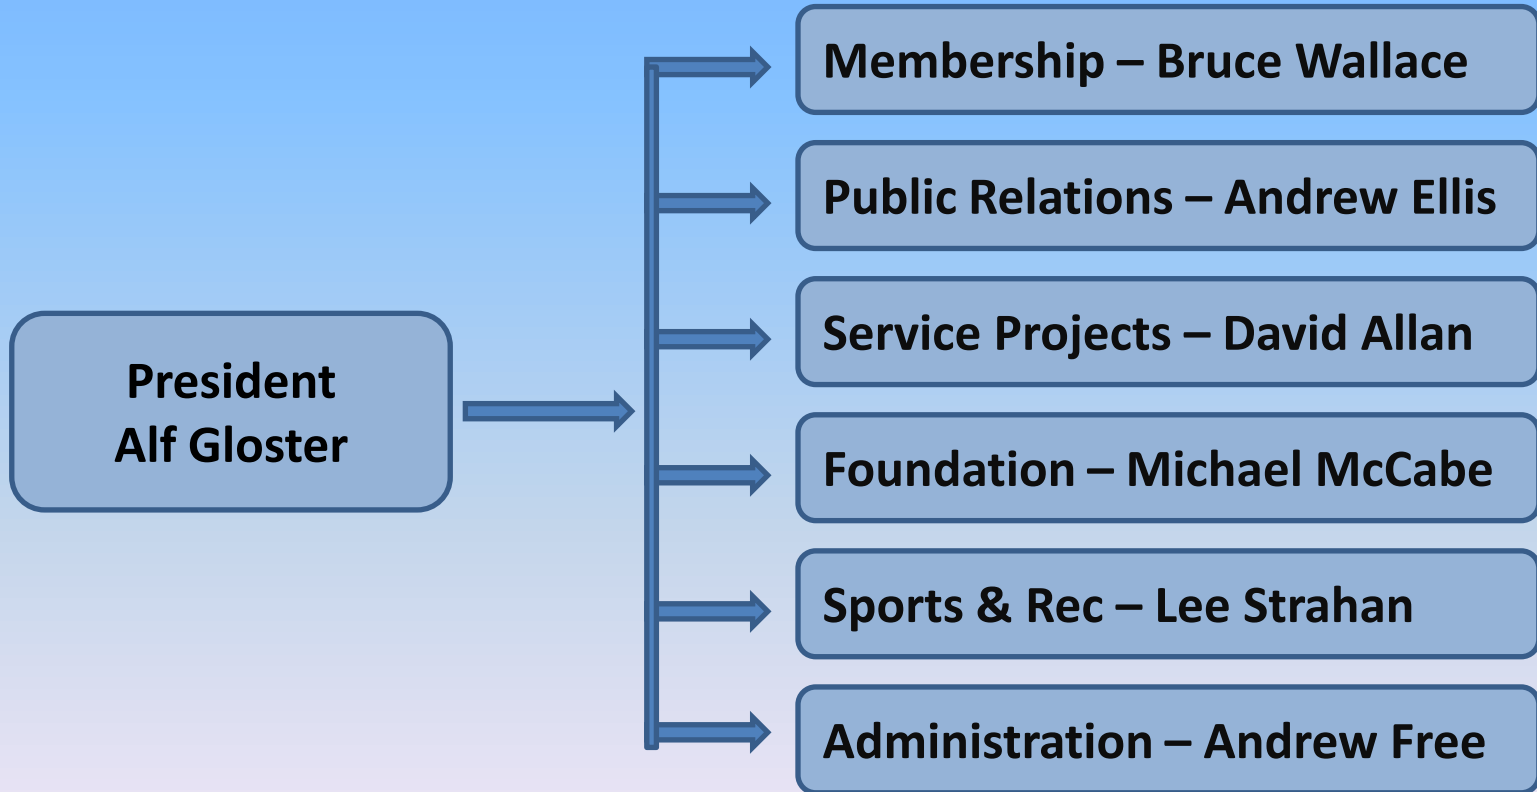 President
Alf Gloster
Membership – Bruce Wallace
Public Relations – Andrew Ellis
Service Projects – David Allan
Foundation – Michael McCabe
Sports & Rec – Lee Strahan
Administration – Andrew Free